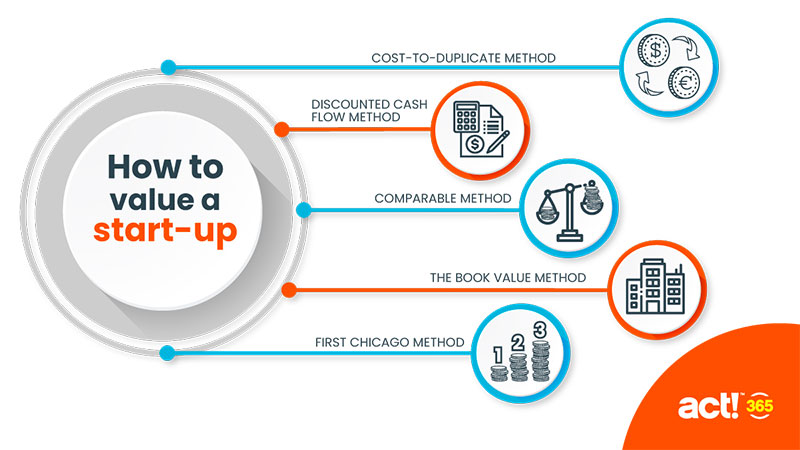 How to
value a
start-up
COST-TO-DUPLICATE METHOD
DISCOUNTED CASH
FLOW METHOD
COMPARABLE METHOD
THE BOOK VALUE METHOD
FIRST CHICAGO METHOD
1 2 3
$
€
$
act!™ 365